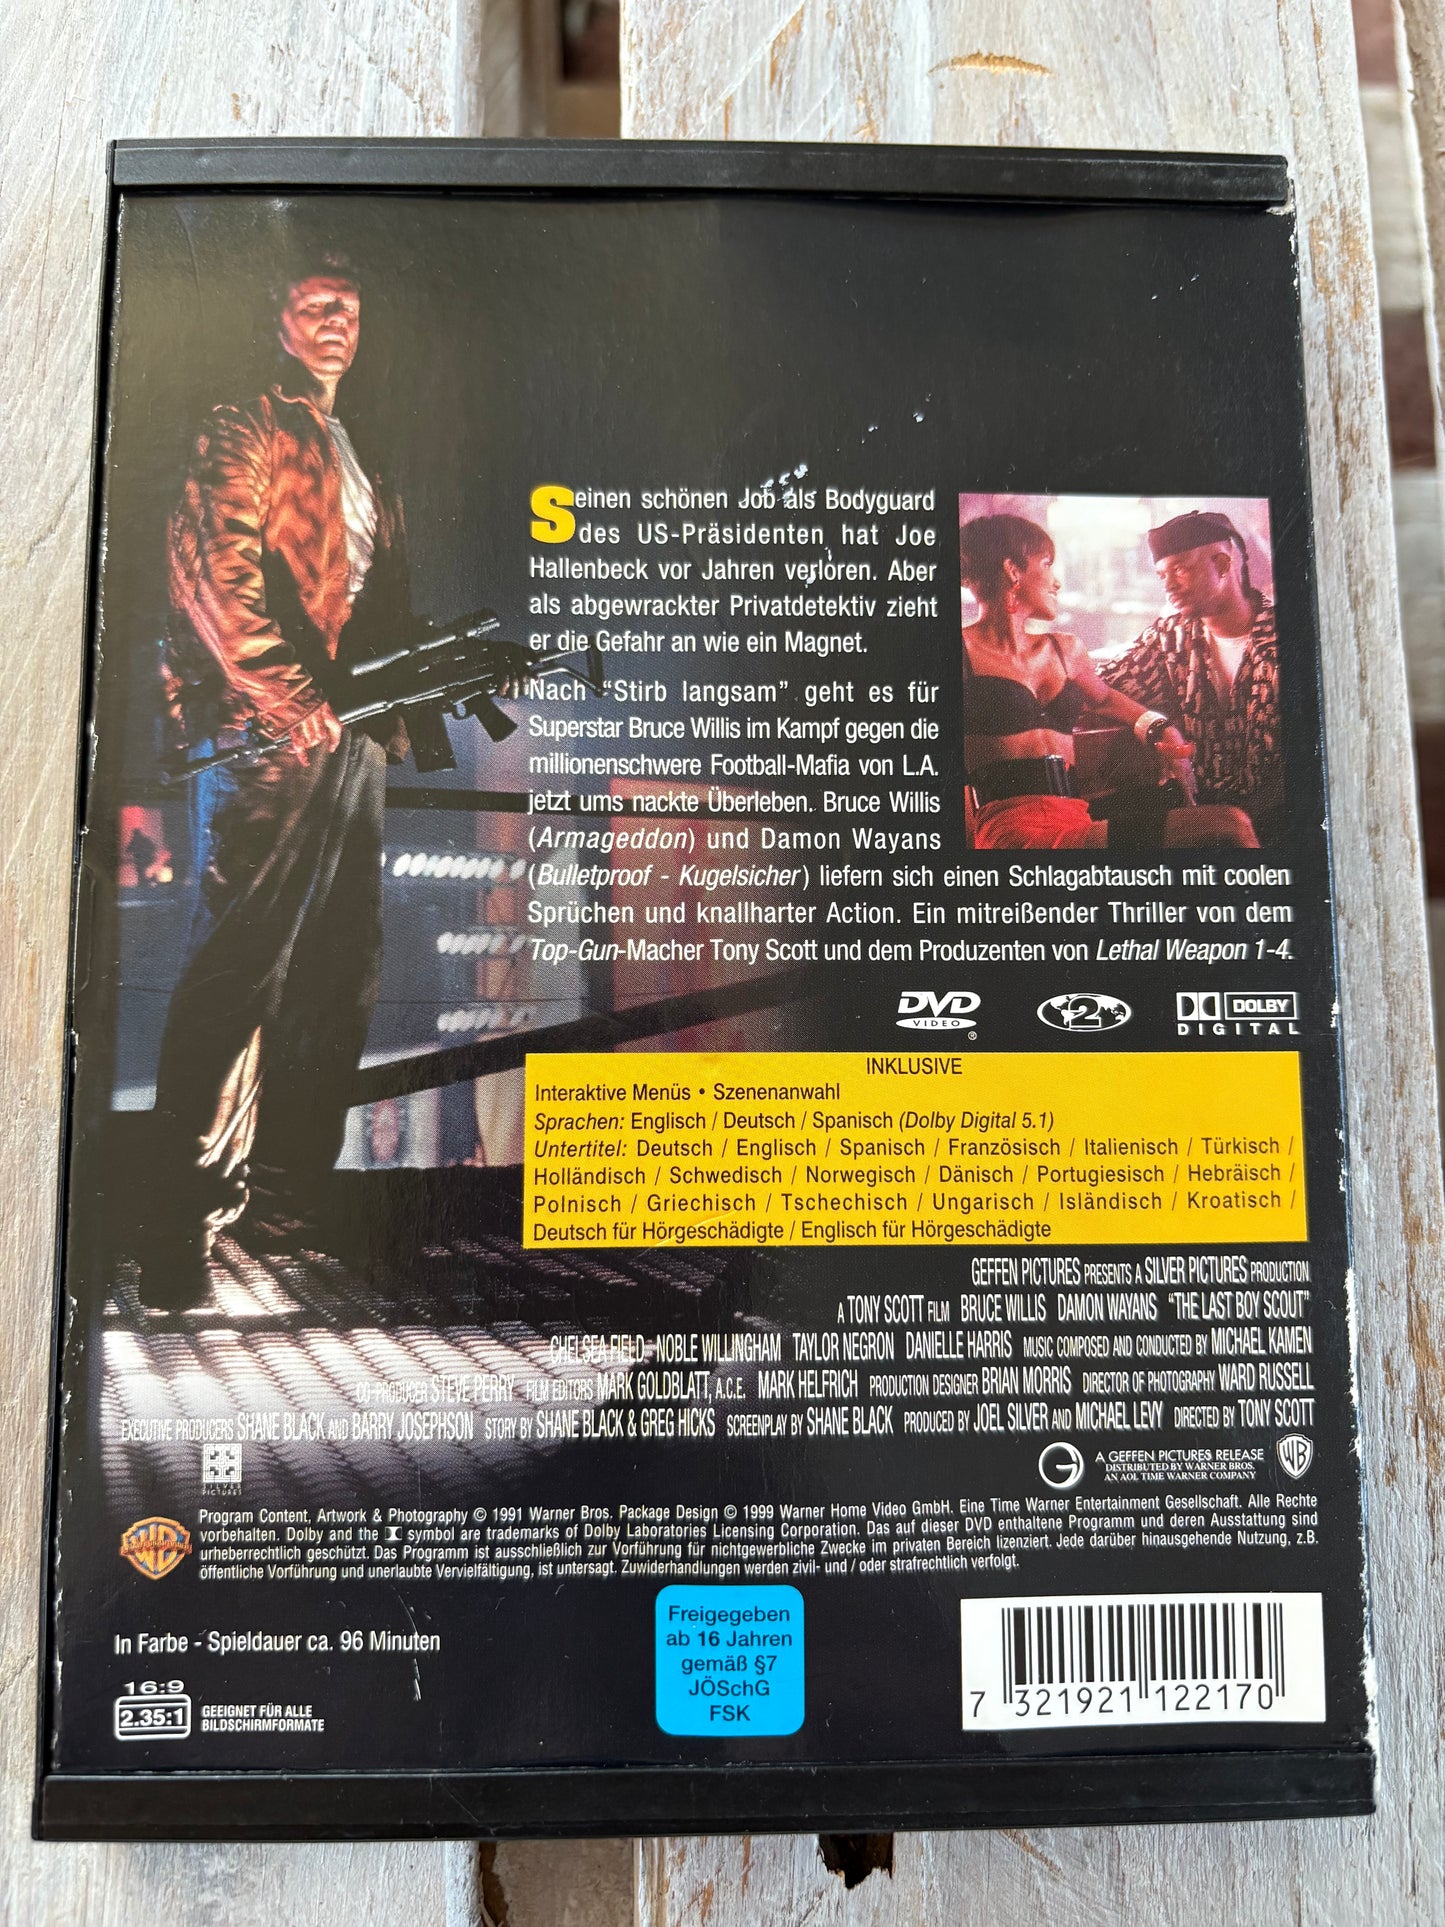 Seinen schönen Job als Bodyguard
des US-Präsidenten hat Joe
Hallenbeck vor Jahren verloren. Aber
als abgewrackter Privatdetektiv zieht
er die Gefahr an wie ein Magnet.
Nach “Stirb langsam” geht es für
Superstar Bruce Willis im Kampf gegen die
millionenschwere Football-Mafia von L.A.
jetzt ums nackte Überleben. Bruce Willis
(Armageddon) und Damon Wayans
(Bulletproof - Kugelsicher) liefern sich einen Schlagabtausch mit coolen
Sprüchen und knallharter Action. Ein mitreißender Thriller von dem
Top-Gun-Macher Tony Scott und dem Produzenten von Lethal Weapon 1-4.
DVD VIDEO ® 2 DOLBY DIGITAL
INKLUSIVE
Interaktive Menüs • Szenenanwahl
Sprachen: Englisch / Deutsch / Spanisch (Dolby Digital 5.1)
Untertitel: Deutsch / Englisch / Spanisch / Französisch / Italienisch / Türkisch /
Holländisch / Schwedisch / Norwegisch / Dänisch / Portugiesisch / Hebräisch /
Polnisch / Griechisch / Tschechisch / Ungarisch / Isländisch / Kroatisch /
Deutsch für Hörgeschädigte / Englisch für Hörgeschädigte
GEFFEN PICTURES PRESENTS A SILVER PICTURES PRODUCTION
A TONY SCOTT FILM BRUCE WILLIS DAMON WAYANS “THE LAST BOY SCOUT”
CHELSEA FIELD NOBLE WILLINGHAM TAYLOR NEGRON DANIELLE HARRIS MUSIC COMPOSED AND CONDUCTED BY MICHAEL KAMEN
CO-PRODUCER STEVE PERRY FILM EDITORS MARK GOLDBLATT, A.C.E. MARK HELFRICH PRODUCTION DESIGNER BRIAN MORRIS DIRECTOR OF PHOTOGRAPHY WARD RUSSELL
EXECUTIVE PRODUCERS SHANE BLACK AND BARRY JOSEPHSON STORY BY SHANE BLACK & GREG HICKS SCREENPLAY BY SHANE BLACK PRODUCED BY JOEL SILVER AND MICHAEL LEVY DIRECTED BY TONY SCOTT
SILVER
PICTURES
A GEFFEN PICTURES RELEASE
DISTRIBUTED BY WARNER BROS.
AN AOL TIME WARNER COMPANY
WB
Program Content, Artwork & Photography © 1991 Warner Bros. Package Design © 1999 Warner Home Video GmbH. Eine Time Warner Entertainment Gesellschaft. Alle Rechte
vorbehalten. Dolby and the symbol are trademarks of Dolby Laboratories Licensing Corporation. Das auf dieser DVD enthaltene Programm und deren Ausstattung sind
urheberrechtlich geschützt. Das Programm ist ausschließlich zur Vorführung für nichtgewerbliche Zwecke im privaten Bereich lizenziert. Jede darüber hinausgehende Nutzung, z.B.
öffentliche Vorführung und unerlaubte Vervielfältigung, ist untersagt. Zuwiderhandlungen werden zivil- und / oder strafrechtlich verfolgt.
WB
In Farbe - Spieldauer ca. 96 Minuten
16:9
2.35:1
GEEIGNET FÜR ALLE
BILDSCHIRMFORMATE
Freigegeben
ab 16 Jahren
gemäß §7
JÖSchG
FSK
7 321921 122170